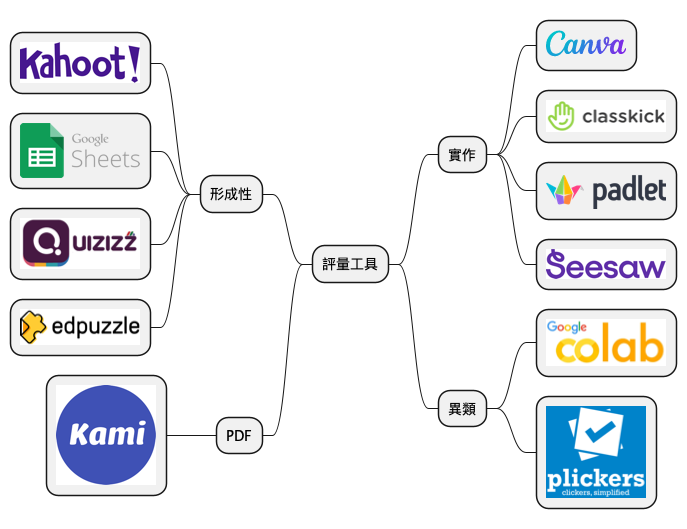 評量工具
形成性
Kahoot!
Google
Sheets
QUIZIZZ
edpuzzle
PDF
Kami
實作
Canva
classkick
padlet
Seesaw
異類
Google
colab
plickers
clickers, simplified